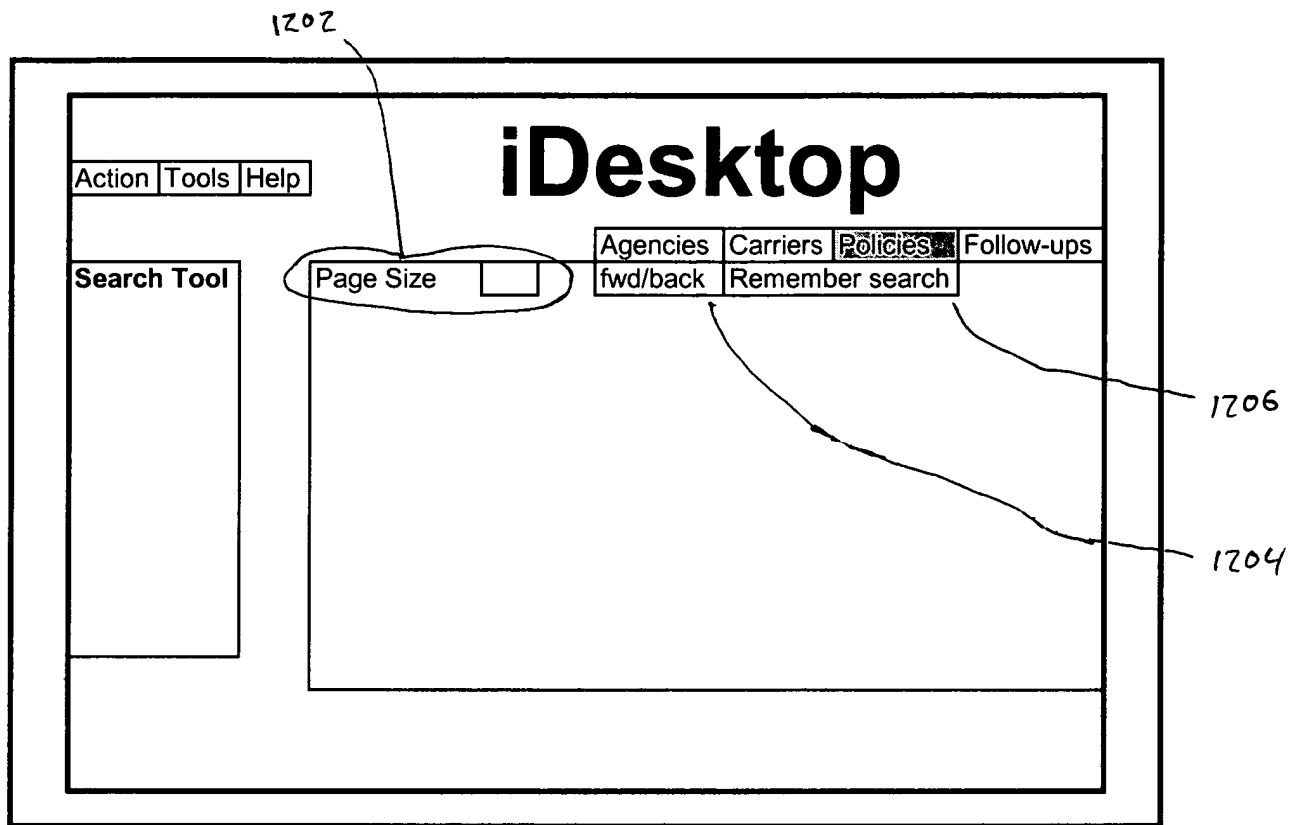 1202
iDesktop
Action Tools Help
Agencies Carriers Policies Follow-ups
Search Tool Page Size fwd/back Remember search
1206
1204